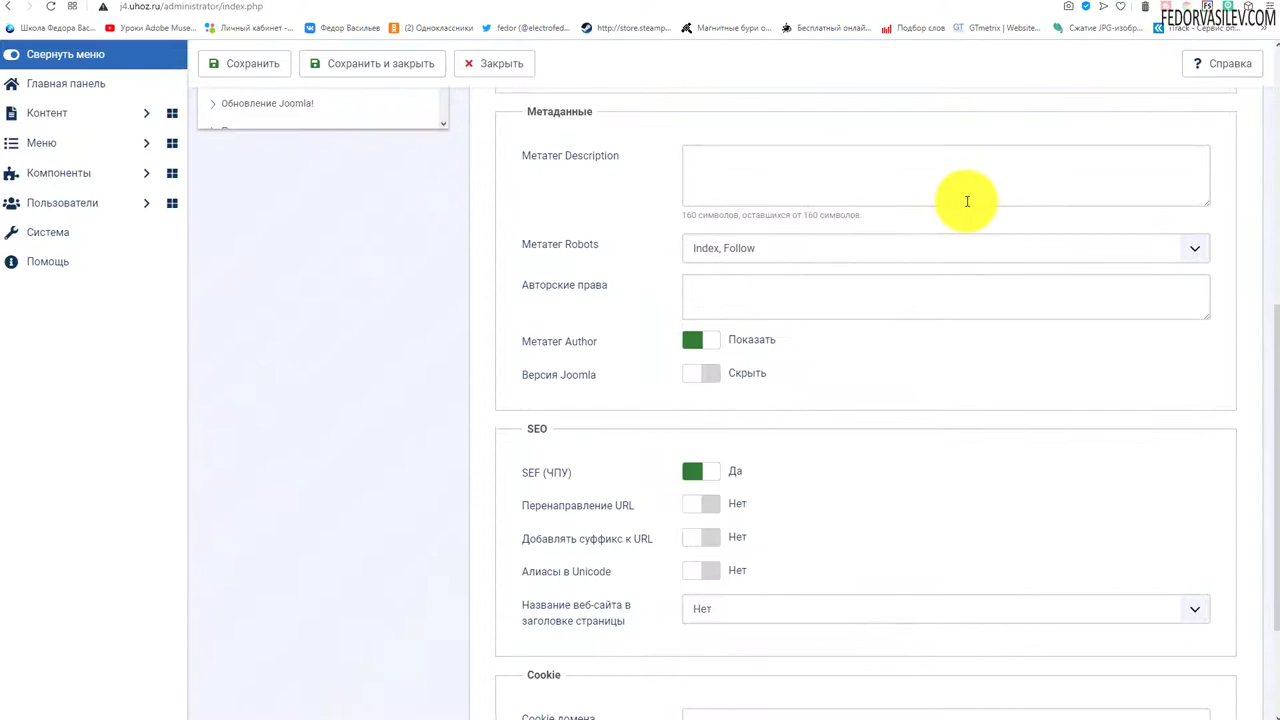 j4.uhoz.ru/administrator/index.php
FEDORVASILEV.COM
Школа Федора Вас...
Уроки Adobe Muse...
Личный кабинет -...
Федор Васильев
(2) Одноклассники
fedor (@electrofed...
http://store.steamp...
Магнитные бури о...
Бесплатный онлай...
Подбор слов
GTmetrix | Website...
Сжатие JPG-изобр...
iTrack - Сервис оп...
Свернуть меню
Сохранить
Сохранить и закрыть
Закрыть
Справка
Главная панель
Контент
Меню
Компоненты
Пользователи
Система
Помощь
Обновление Joomla!
Метаданные
Метатег Description
160 символов, оставшихся от 160 символов.
Метатег Robots
Index, Follow
Авторские права
Метатег Author
Показать
Версия Joomla
Скрыть
SEO
SEF (ЧПУ)
Да
Перенаправление URL
Нет
Добавлять суффикс к URL
Нет
Алиасы в Unicode
Нет
Название веб-сайта в
заголовке страницы
Нет
Cookie
Cookie домена